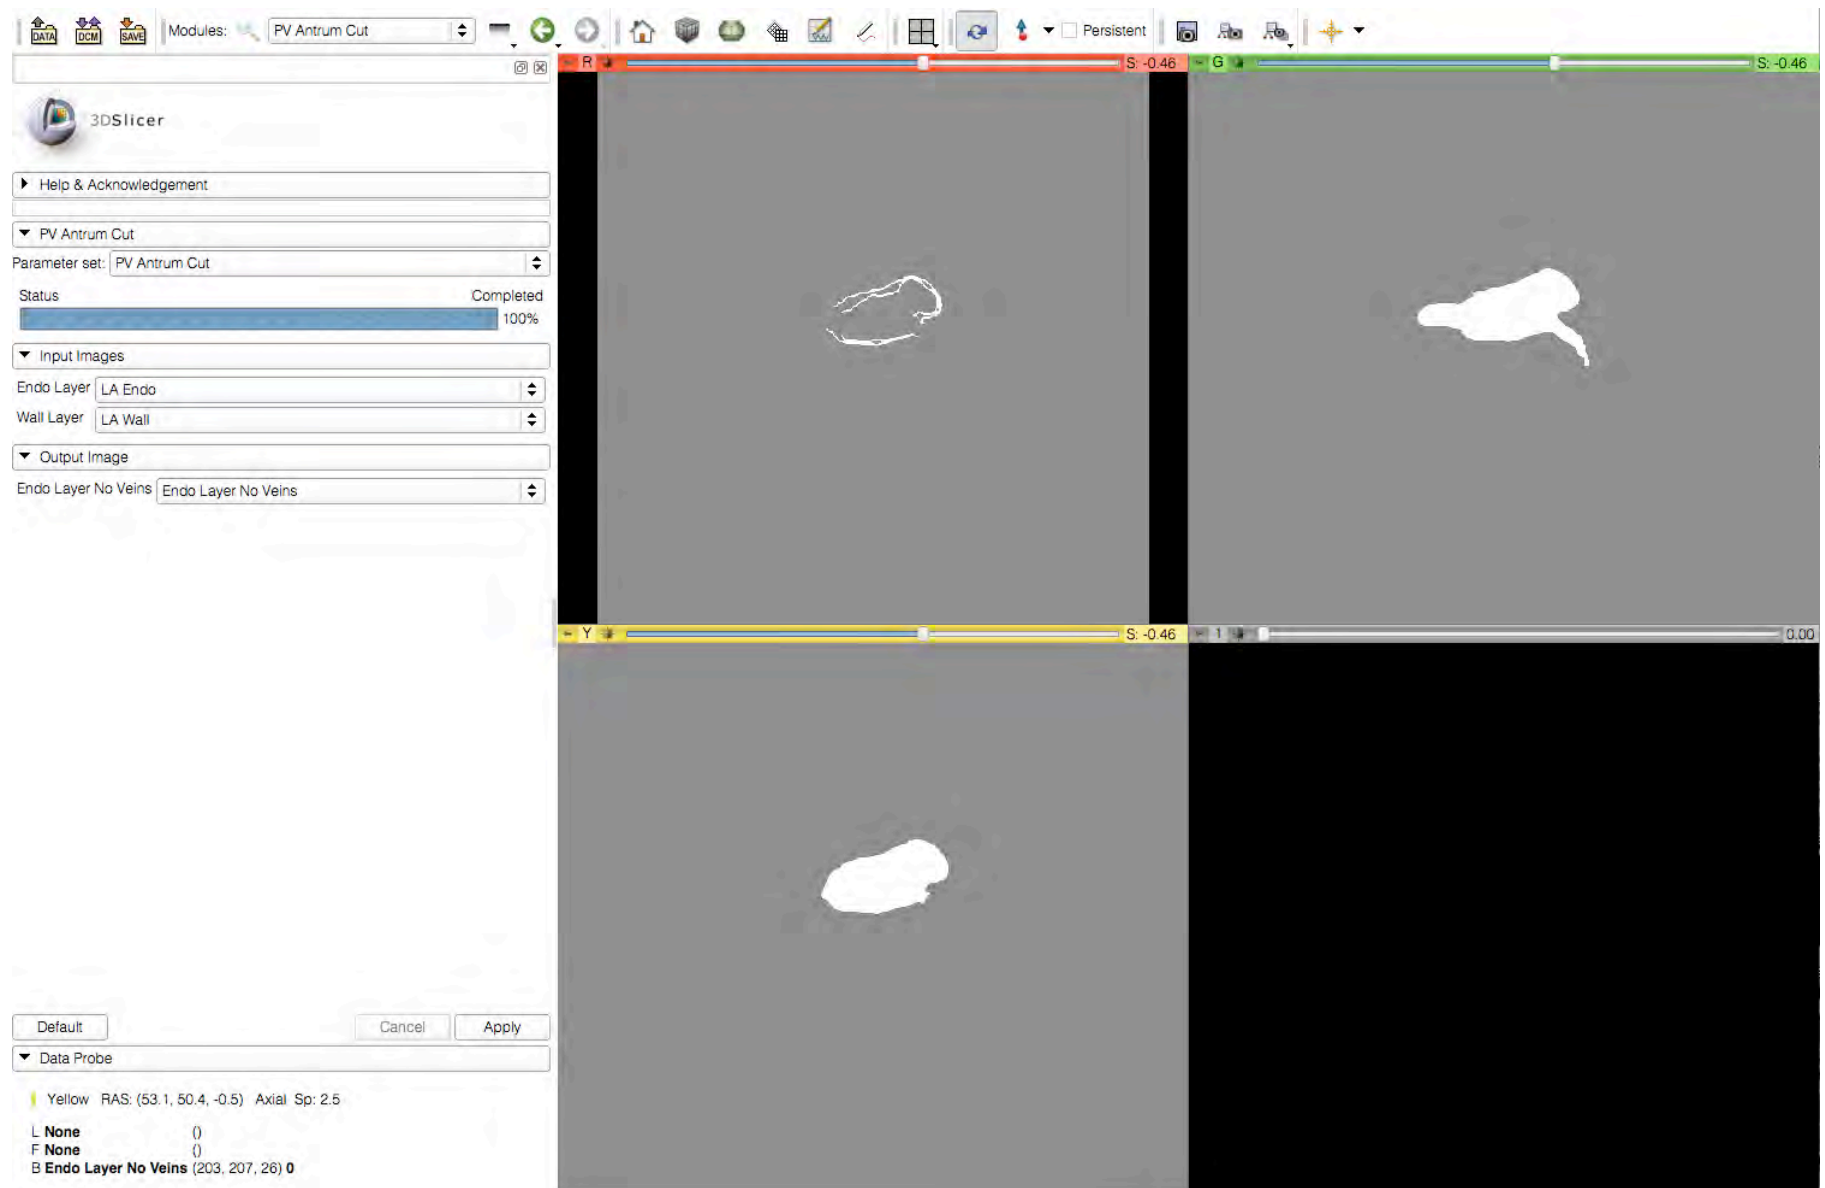 DATA DCM SAVE Modules: PV Antrum Cut Persistent
R S: -0.46 G S: -0.46
3DSlicer
Help & Acknowledgement
PV Antrum Cut
Parameter set: PV Antrum Cut
Status Completed
100%
Input Images
Endo Layer LA Endo
Wall Layer LA Wall
Output Image
Endo Layer No Veins Endo Layer No Veins
Y S: -0.46 1 0.00
Default Cancel Apply
Data Probe
Yellow RAS: (53.1, 50.4, -0.5) Axial Sp: 2.5
L None ()
F None ()
B Endo Layer No Veins (203, 207, 26) 0